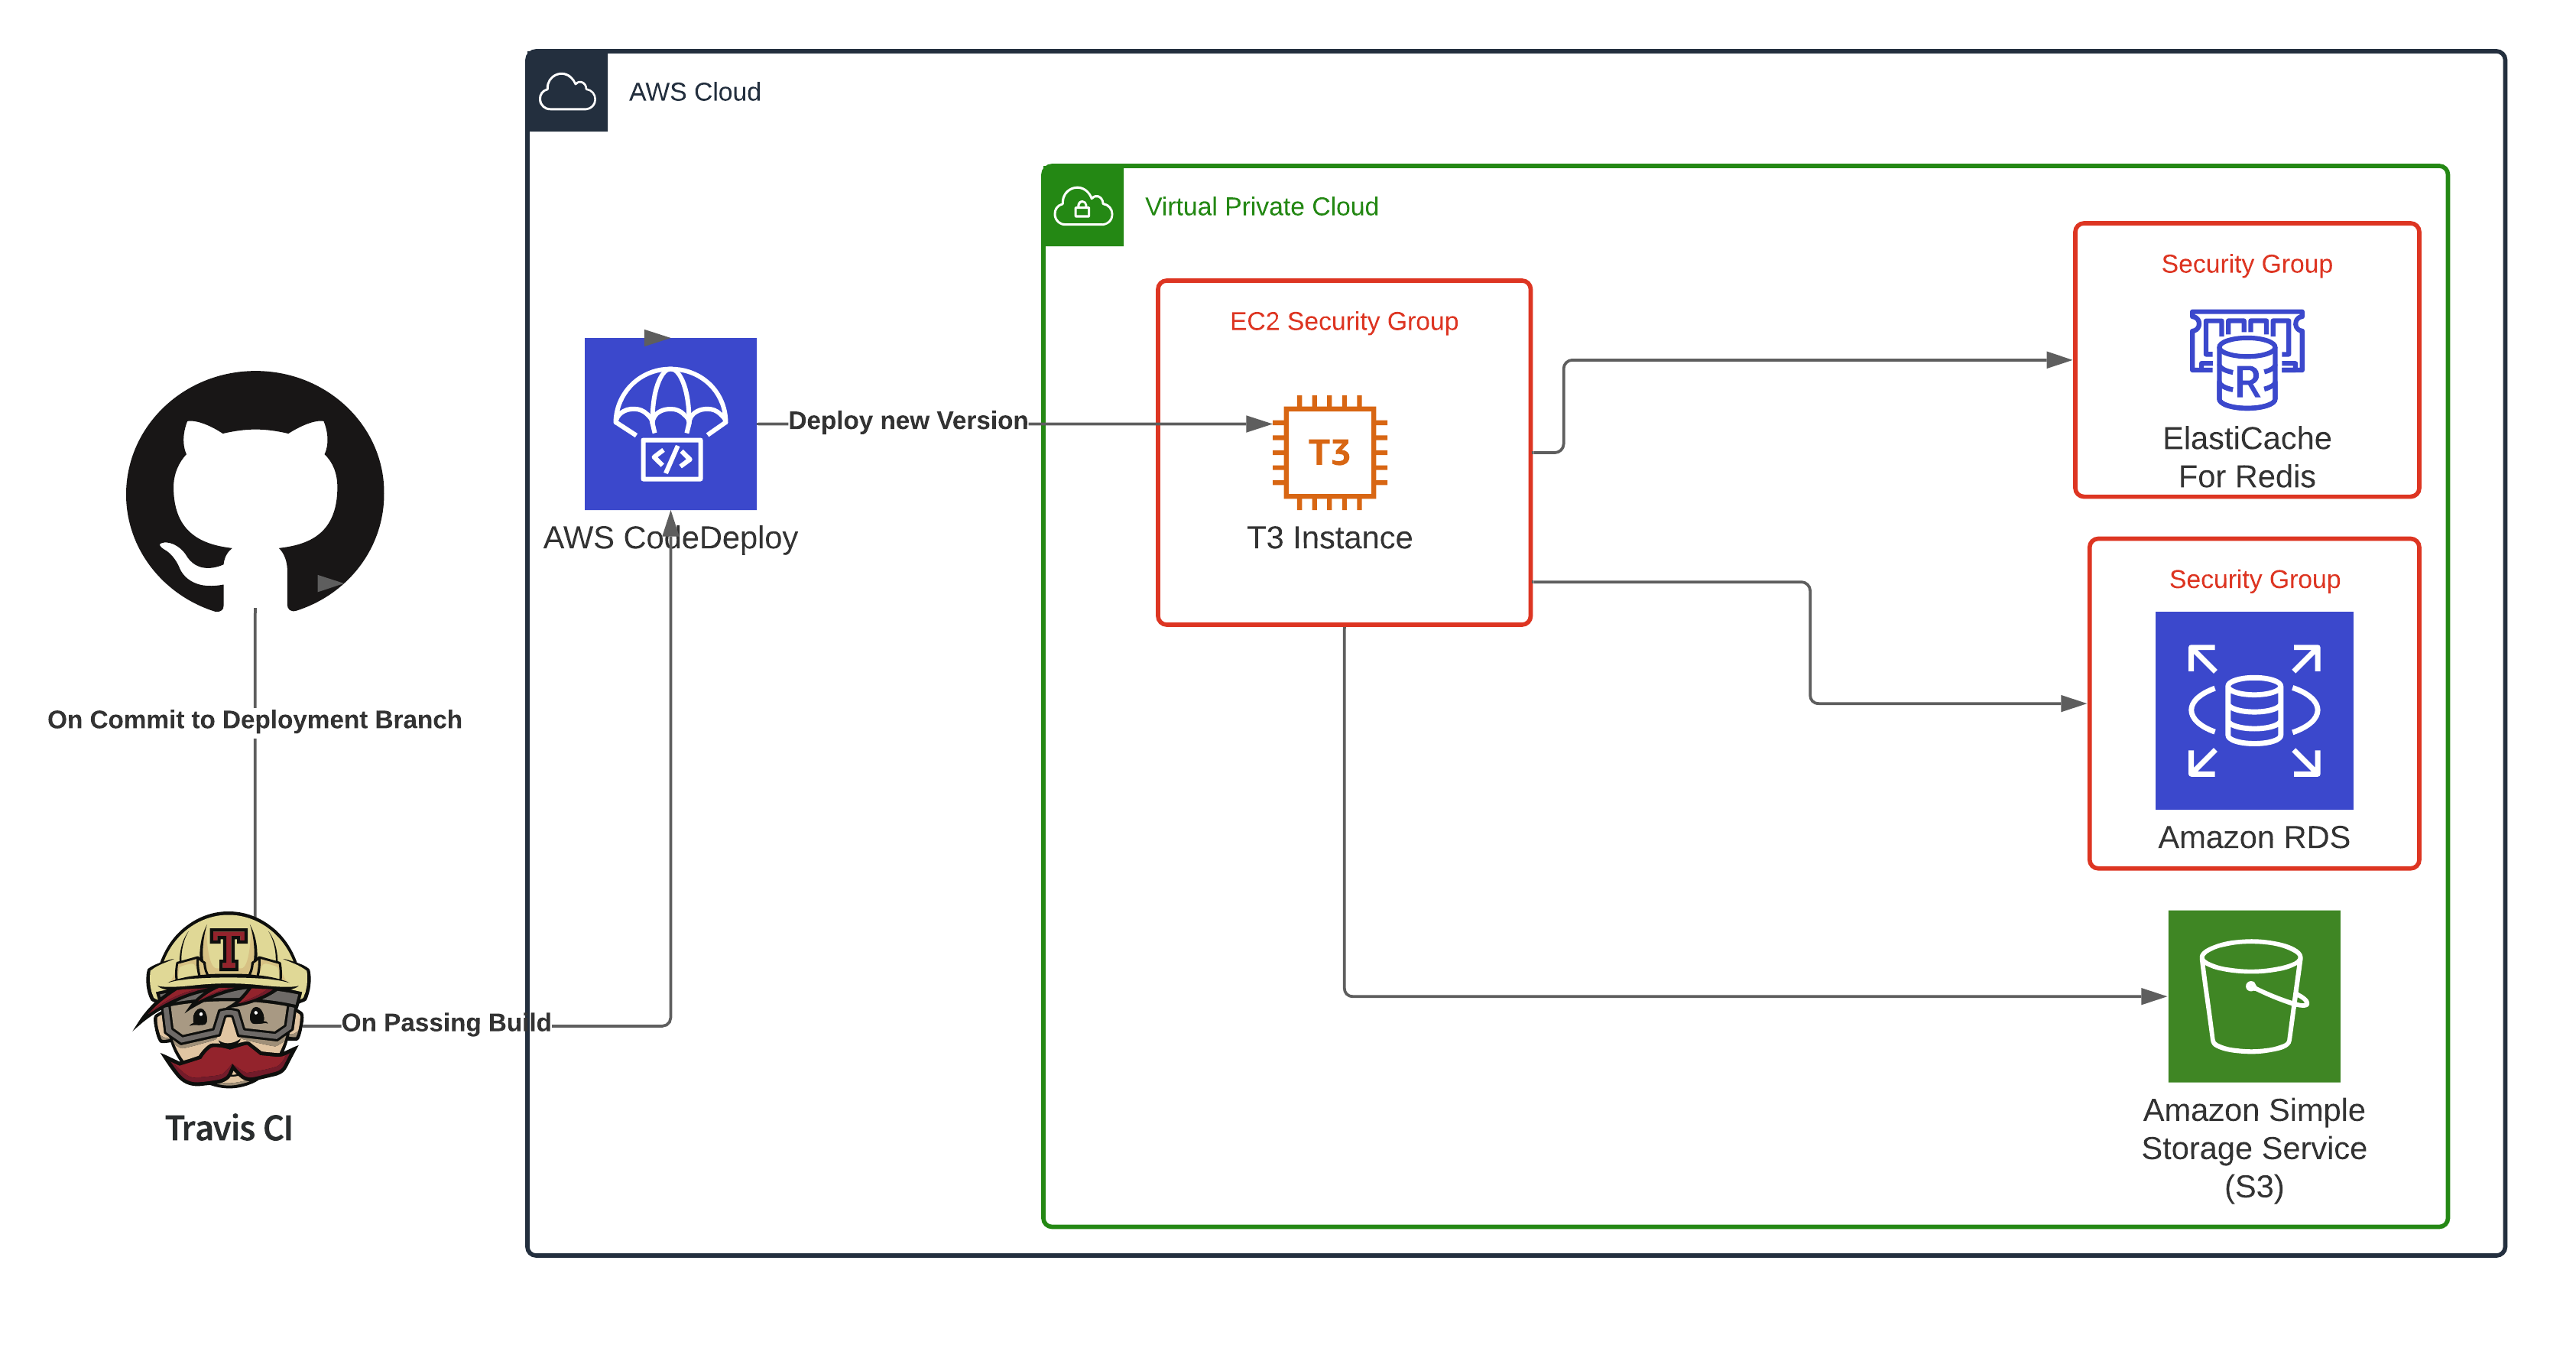 AWS Cloud
Virtual Private Cloud
Security Group
EC2 Security Group
R
Deploy new Version
T3
ElastiCache
For Redis
AWS CodeDeploy
T3 Instance
Security Group
On Commit to Deployment Branch
Amazon RDS
T
On Passing Build
Travis CI
Amazon Simple
Storage Service
(S3)